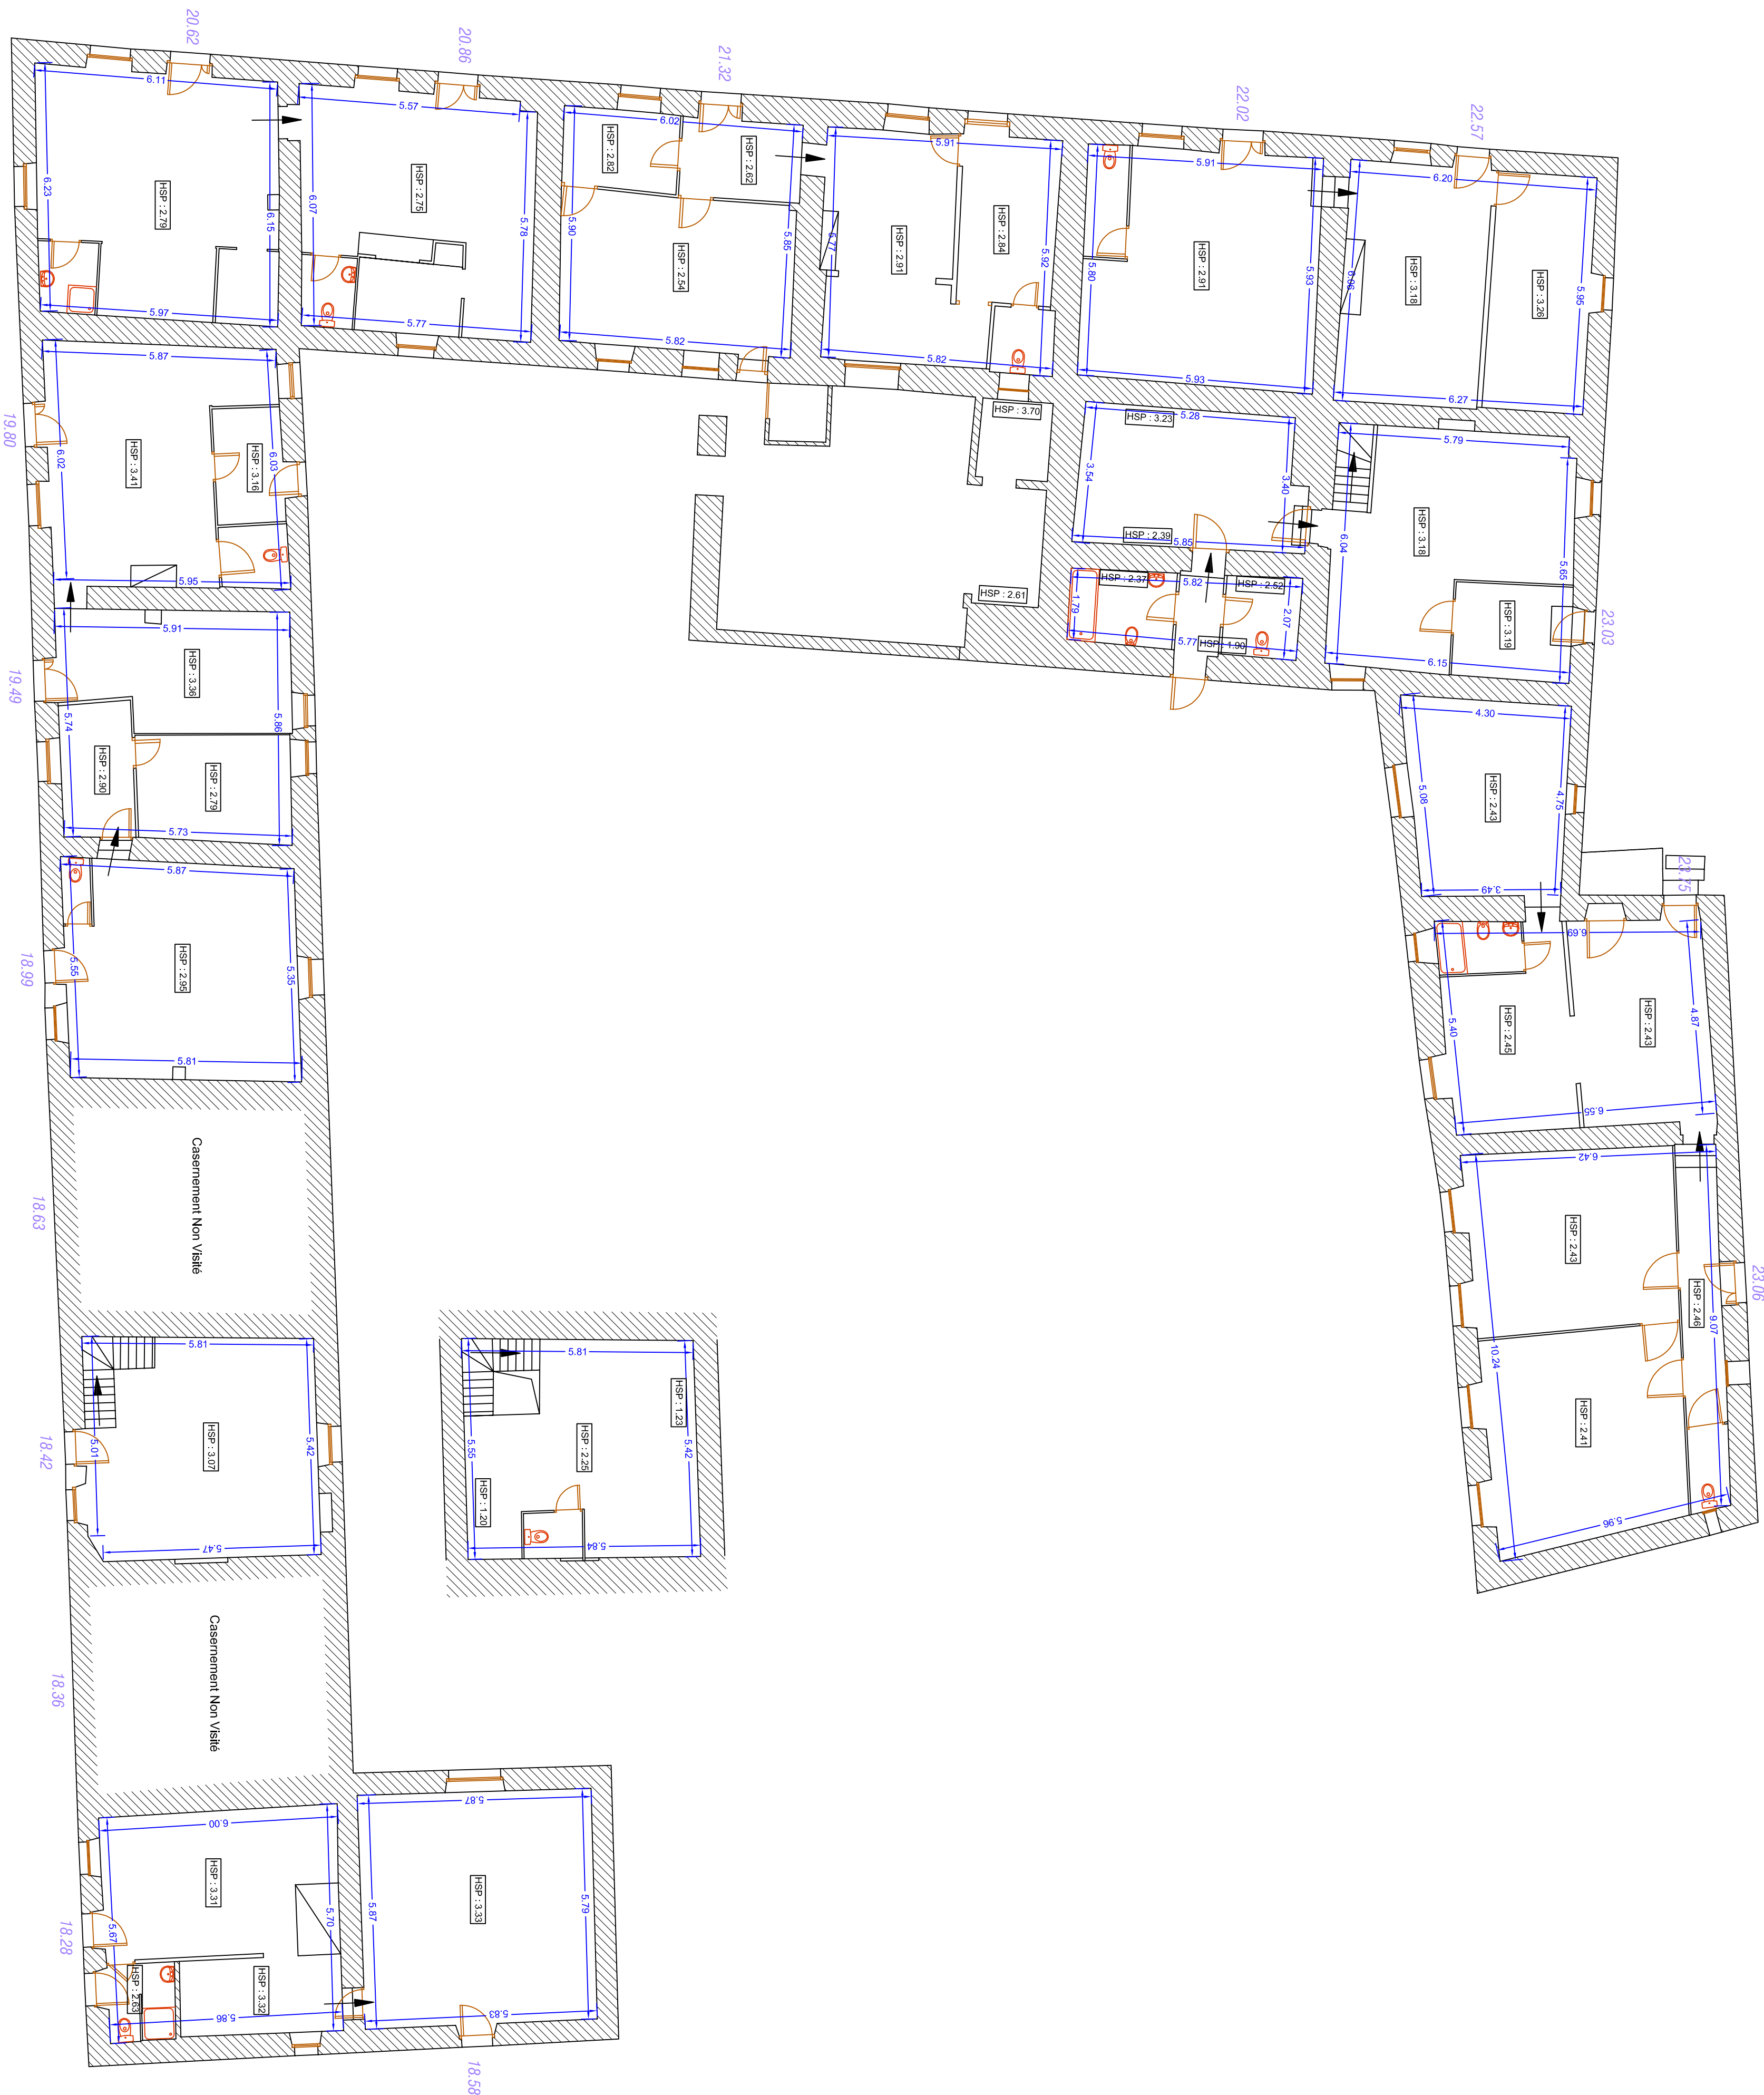 20.62
20.86
21.32
22.02
22.57
6.11
6.23
HSP : 2.79
6.15
5.97
5.57
6.07
HSP : 2.75
5.78
5.77
6.02
HSP : 2.82
HSP : 2.62
5.90
5.85
HSP : 2.54
5.82
5.91
5.77
HSP : 2.91
HSP : 2.84
5.92
5.82
5.91
5.80
HSP : 2.91
5.93
5.93
6.20
6.06
HSP : 3.18
HSP : 3.26
5.95
6.27
19.80
5.87
6.02
HSP : 3.41
HSP : 3.16
6.03
5.95
HSP : 3.70
HSP : 2.61
HSP : 3.23
5.28
3.54
3.40
HSP : 2.39
5.85
HSP : 2.37
5.82
HSP : 2.52
1.79
2.07
5.77
HSP : 1.90
5.79
HSP : 3.18
6.04
5.65
HSP : 3.19
6.15
23.03
19.49
5.91
HSP : 3.36
5.74
5.86
HSP : 2.90
HSP : 2.79
5.73
4.30
5.08
HSP : 2.43
4.75
3.49
23.75
18.99
5.87
5.55
HSP : 2.95
5.35
5.81
6.69
HSP : 2.45
HSP : 2.43
4.87
5.40
6.55
18.63
Casernement Non Visité
6.42
HSP : 2.43
HSP : 2.46
9.07
10.24
HSP : 2.41
5.96
23.06
18.42
5.81
5.01
HSP : 3.07
5.42
5.47
5.81
HSP : 1.23
5.55
HSP : 2.25
5.42
HSP : 1.20
5.84
18.36
Casernement Non Visité
18.28
6.00
HSP : 3.31
5.67
5.70
HSP : 2.63
HSP : 3.32
5.86
5.87
5.87
HSP : 3.33
5.79
5.83
18.58